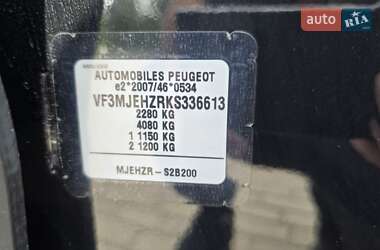 auto RIA
AUTOMOBILES PEUGEOT
e2*2007/46*0534
VF3MJEHZRKS336613
2280 KG
4080 KG
1 1150 KG
2 1200 KG
MJEHZR - S2B200